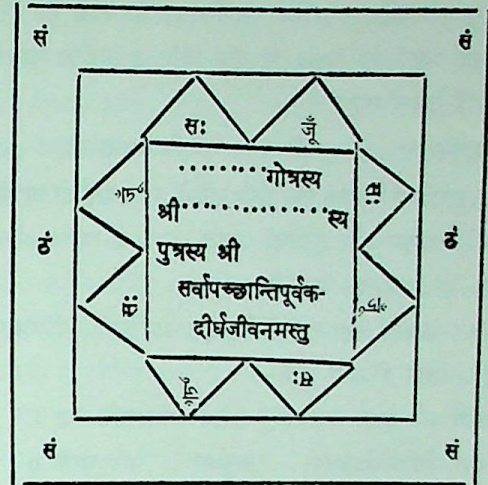 सं सं
सः जूँ
············गोत्रस्य
जूँ सः
श्री···············स्य
ठं ठं
पुत्रस्य श्री
सर्वापच्छान्तिपूर्वक-
सः जूँ
दीर्घजीवनमस्तु
जूँ सः
सं सं